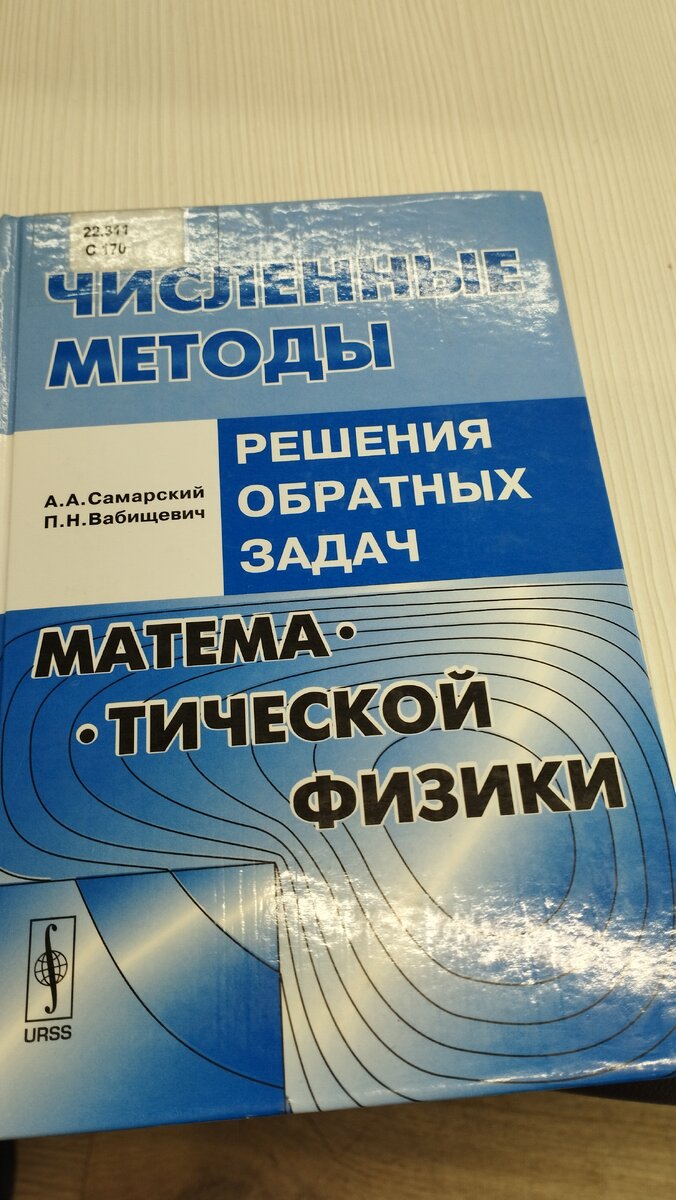 22.311
С 170
ЧИСЛЕННЫЕ
МЕТОДЫ
А.А.Самарский
П.Н.Вабищевич
РЕШЕНИЯ
ОБРАТНЫХ
ЗАДАЧ
МАТЕМА·
·ТИЧЕСКОЙ
ФИЗИКИ
URSS